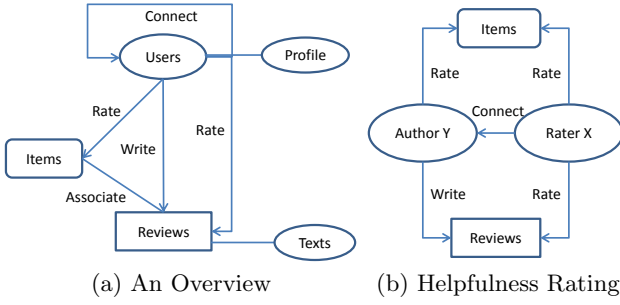 Connect
Users
Profile
Rate
Rate
Write
Items
Associate
Reviews
Texts
(a) An Overview
Items
Rate
Rate
Connect
Author Y
Rater X
Write
Rate
Reviews
(b) Helpfulness Rating